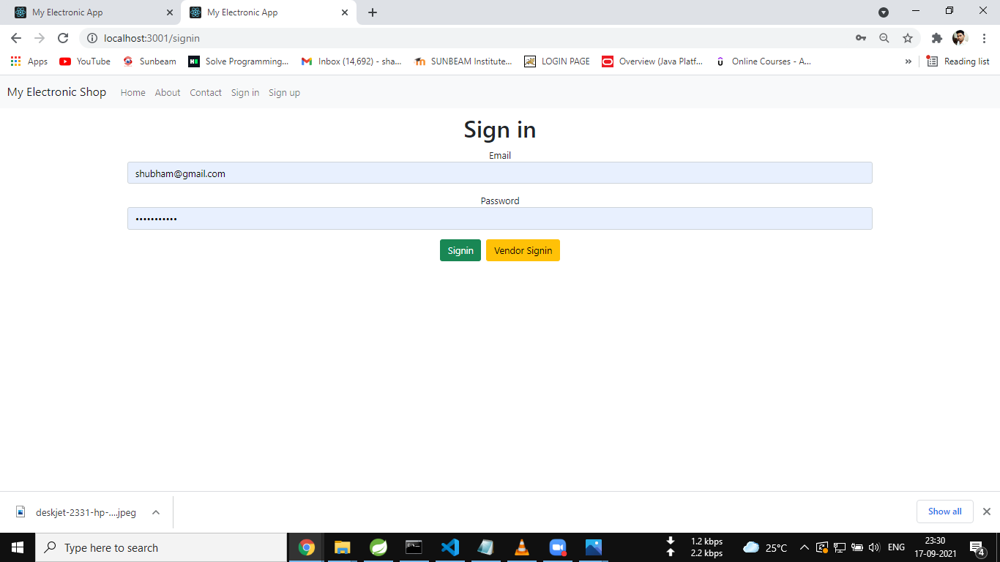 My Electronic App
My Electronic App
localhost:3001/signin
Apps YouTube Sunbeam Solve Programming... Inbox (14,692) - sha... SUNBEAM Institute... LOGIN PAGE Overview (Java Platf... Online Courses - A... » Reading list
My Electronic Shop Home About Contact Sign in Sign up
Sign in
Email
shubham@gmail.com
Password
•••••••••••
Signin Vendor Signin
deskjet-2331-hp-....jpeg Show all
Type here to search
1.2 kbps
2.2 kbps
25°C
ENG
23:30
17-09-2021
4